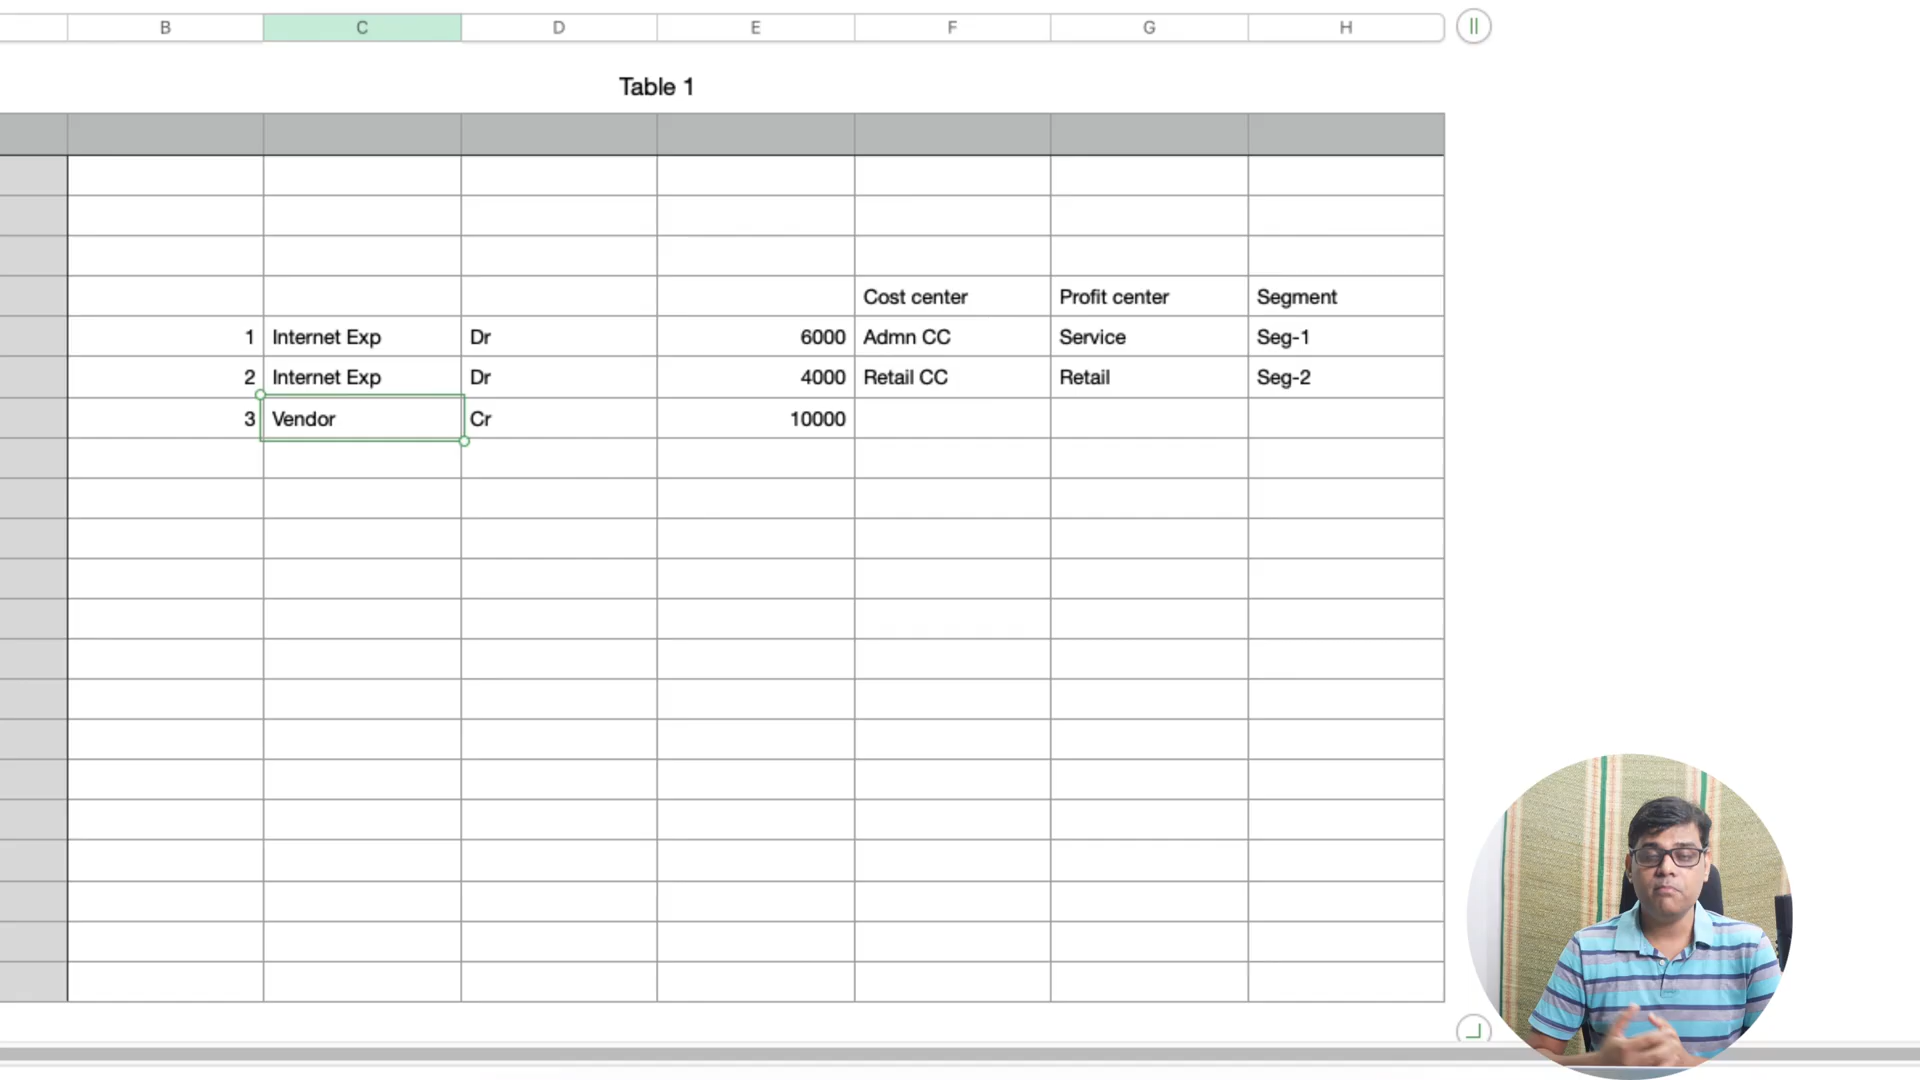 B C D E F G H
Table 1
Cost center Profit center Segment
1 Internet Exp Dr 6000 Admn CC Service Seg-1
2 Internet Exp Dr 4000 Retail CC Retail Seg-2
3 Vendor Cr 10000